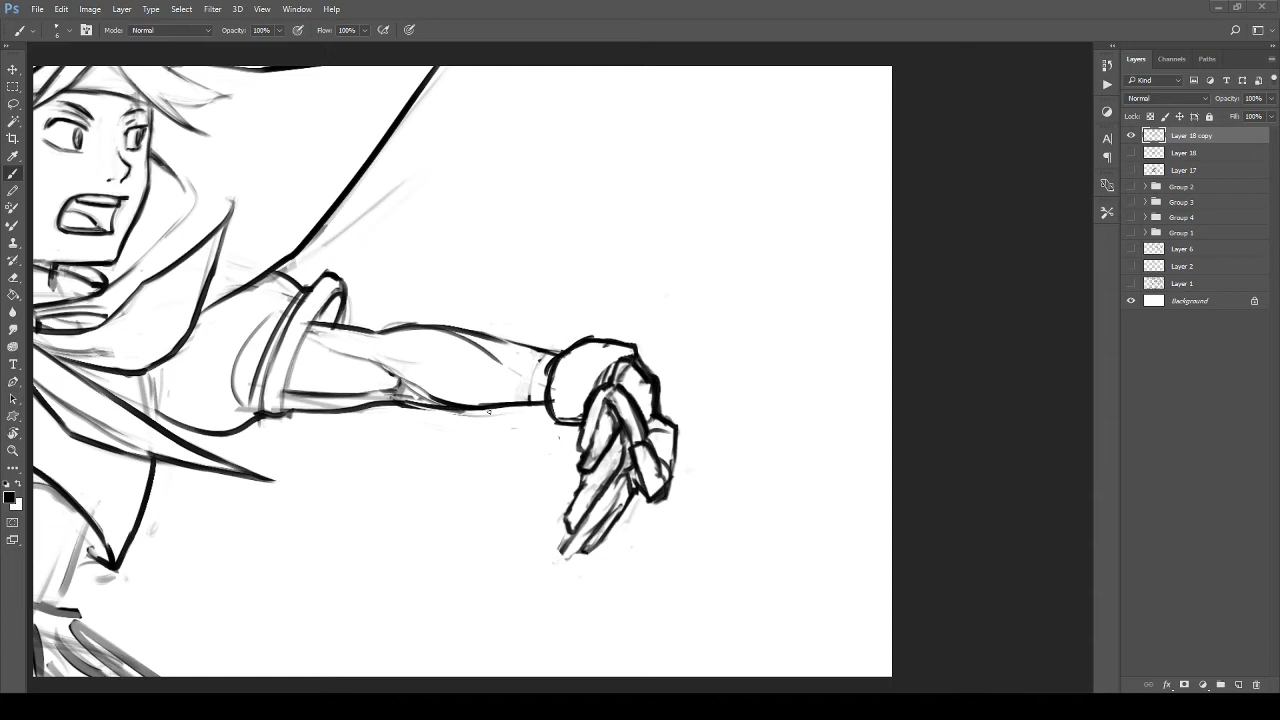 Ps File Edit Image Layer Type Select Filter 3D View Window Help
6 Mode: Normal Opacity: 100% Flow: 100%
Layers Channels Paths
Kind
Normal Opacity: 100%
Lock: Fill: 100%
Layer 18 copy
Layer 18
Layer 17
Group 2
Group 3
Group 4
Group 1
Layer 6
Layer 2
Layer 1
Background
fx